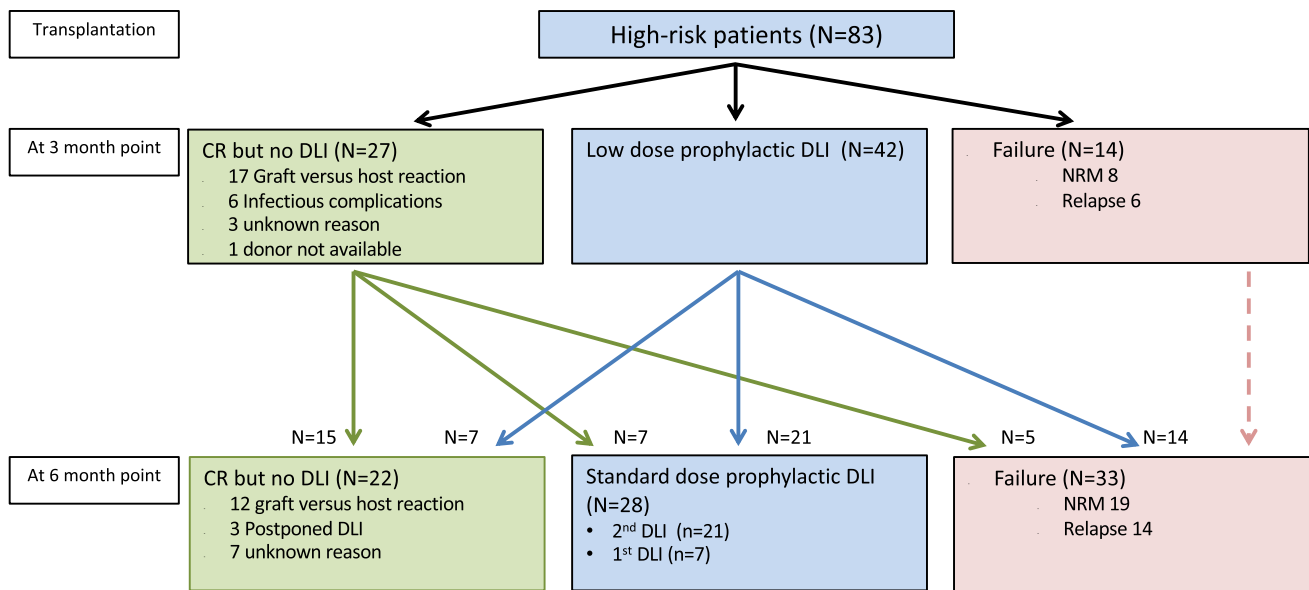 Transplantation
High-risk patients (N=83)
At 3 month point
CR but no DLI (N=27)
17 Graft versus host reaction
6 Infectious complications
3 unknown reason
1 donor not available
Low dose prophylactic DLI (N=42)
Failure (N=14)
NRM 8
Relapse 6
N=15
N=7
N=7
N=21
N=5
N=14
At 6 month point
CR but no DLI (N=22)
12 graft versus host reaction
3 Postponed DLI
7 unknown reason
Standard dose prophylactic DLI
(N=28)
• 2nd DLI (n=21)
• 1st DLI (n=7)
Failure (N=33)
NRM 19
Relapse 14